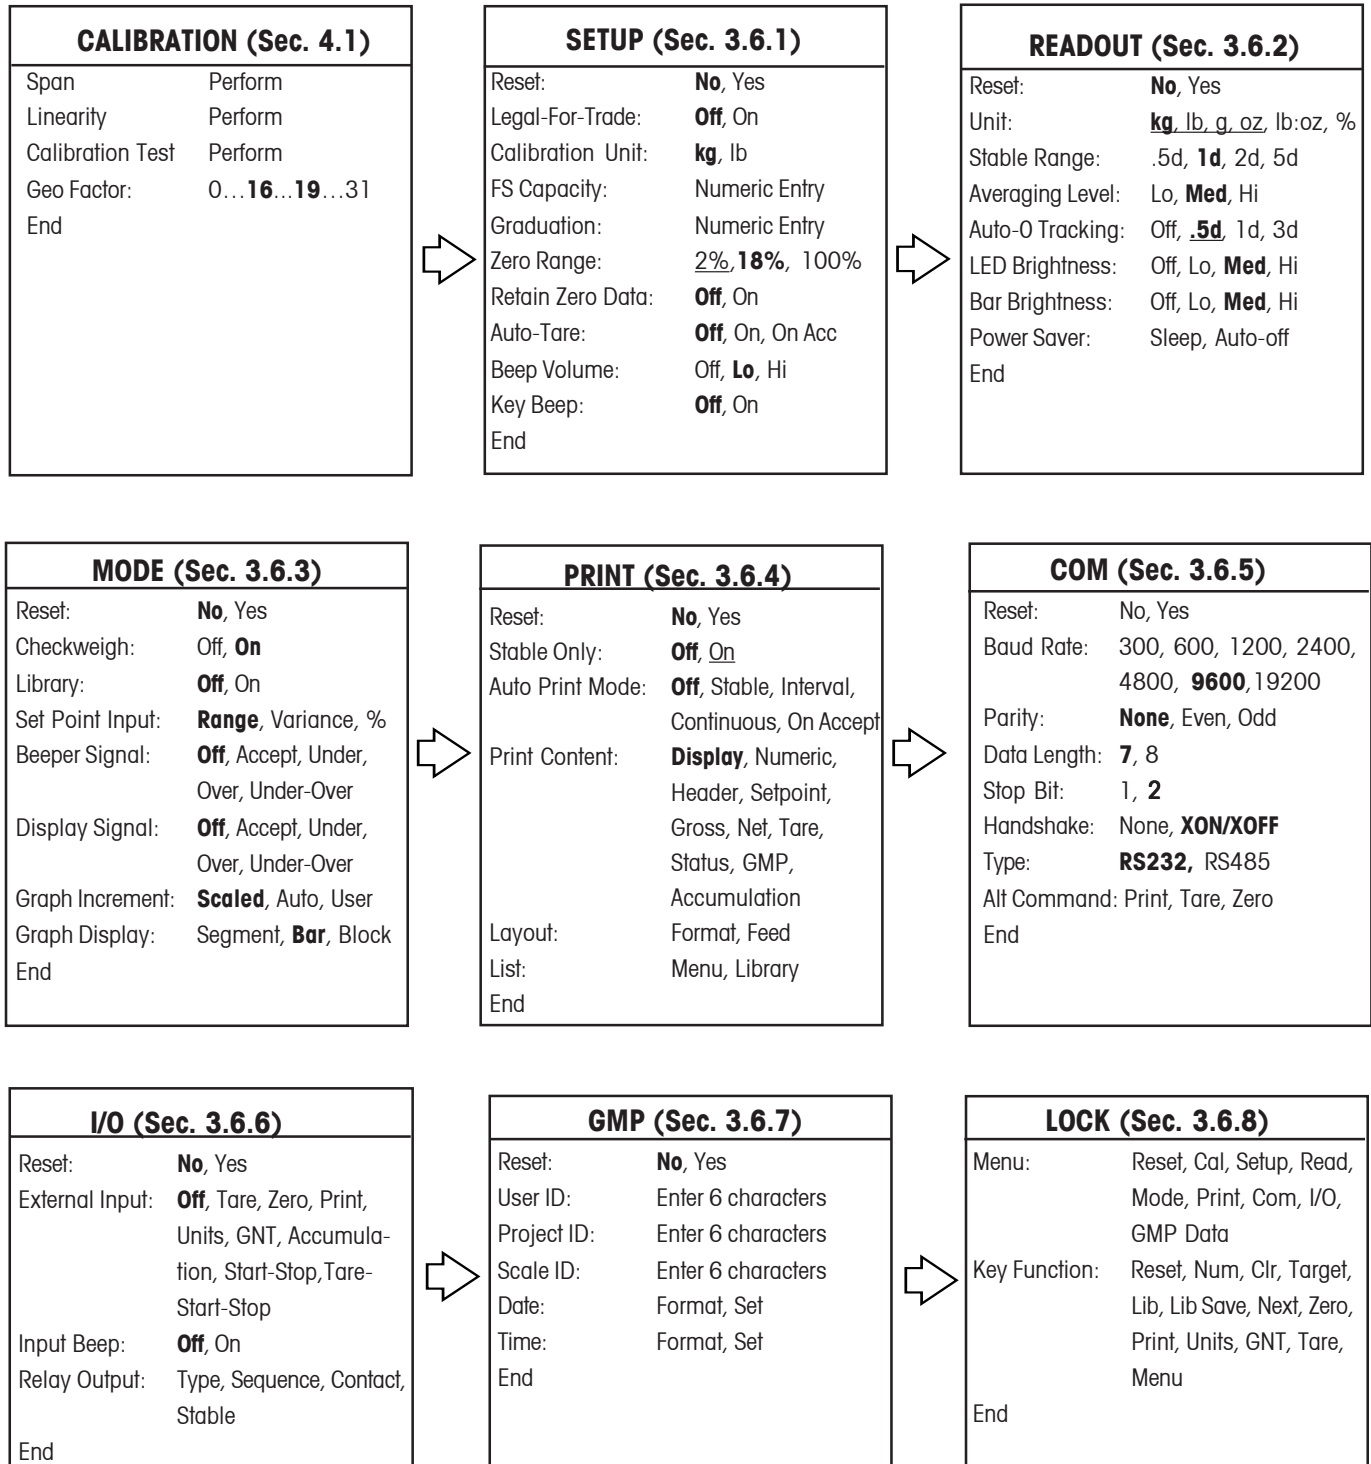 CALIBRATION (Sec. 4.1)
Span Perform
Linearity Perform
Calibration Test Perform
Geo Factor: 0…16...19…31
End
SETUP (Sec. 3.6.1)
Reset: No, Yes
Legal-For-Trade: Off, On
Calibration Unit: kg, lb
FS Capacity: Numeric Entry
Graduation: Numeric Entry
Zero Range: 2%,18%, 100%
Retain Zero Data: Off, On
Auto-Tare: Off, On, On Acc
Beep Volume: Off, Lo, Hi
Key Beep: Off, On
End
READOUT (Sec. 3.6.2)
Reset: No, Yes
Unit: kg, lb, g, oz, lb:oz, %
Stable Range: .5d, 1d, 2d, 5d
Averaging Level: Lo, Med, Hi
Auto-0 Tracking: Off, .5d, 1d, 3d
LED Brightness: Off, Lo, Med, Hi
Bar Brightness: Off, Lo, Med, Hi
Power Saver: Sleep, Auto-off
End
MODE (Sec. 3.6.3)
Reset: No, Yes
Checkweigh: Off, On
Library: Off, On
Set Point Input: Range, Variance, %
Beeper Signal: Off, Accept, Under,
Over, Under-Over
Display Signal: Off, Accept, Under,
Over, Under-Over
Graph Increment: Scaled, Auto, User
Graph Display: Segment, Bar, Block
End
PRINT (Sec. 3.6.4)
Reset: No, Yes
Stable Only: Off, On
Auto Print Mode: Off, Stable, Interval,
Continuous, On Accept
Print Content: Display, Numeric,
Header, Setpoint,
Gross, Net, Tare,
Status, GMP,
Accumulation
Layout: Format, Feed
List: Menu, Library
End
COM (Sec. 3.6.5)
Reset: No, Yes
Baud Rate: 300, 600, 1200, 2400,
4800, 9600,19200
Parity: None, Even, Odd
Data Length: 7, 8
Stop Bit: 1, 2
Handshake: None, XON/XOFF
Type: RS232, RS485
Alt Command: Print, Tare, Zero
End
I/O (Sec. 3.6.6)
Reset: No, Yes
External Input: Off, Tare, Zero, Print,
Units, GNT, Accumula-
tion, Start-Stop,Tare-
Start-Stop
Input Beep: Off, On
Relay Output: Type, Sequence, Contact,
Stable
End
GMP (Sec. 3.6.7)
Reset: No, Yes
User ID: Enter 6 characters
Project ID: Enter 6 characters
Scale ID: Enter 6 characters
Date: Format, Set
Time: Format, Set
End
LOCK (Sec. 3.6.8)
Menu: Reset, Cal, Setup, Read,
Mode, Print, Com, I/O,
GMP Data
Key Function: Reset, Num, Clr, Target,
Lib, Lib Save, Next, Zero,
Print, Units, GNT, Tare,
Menu
End